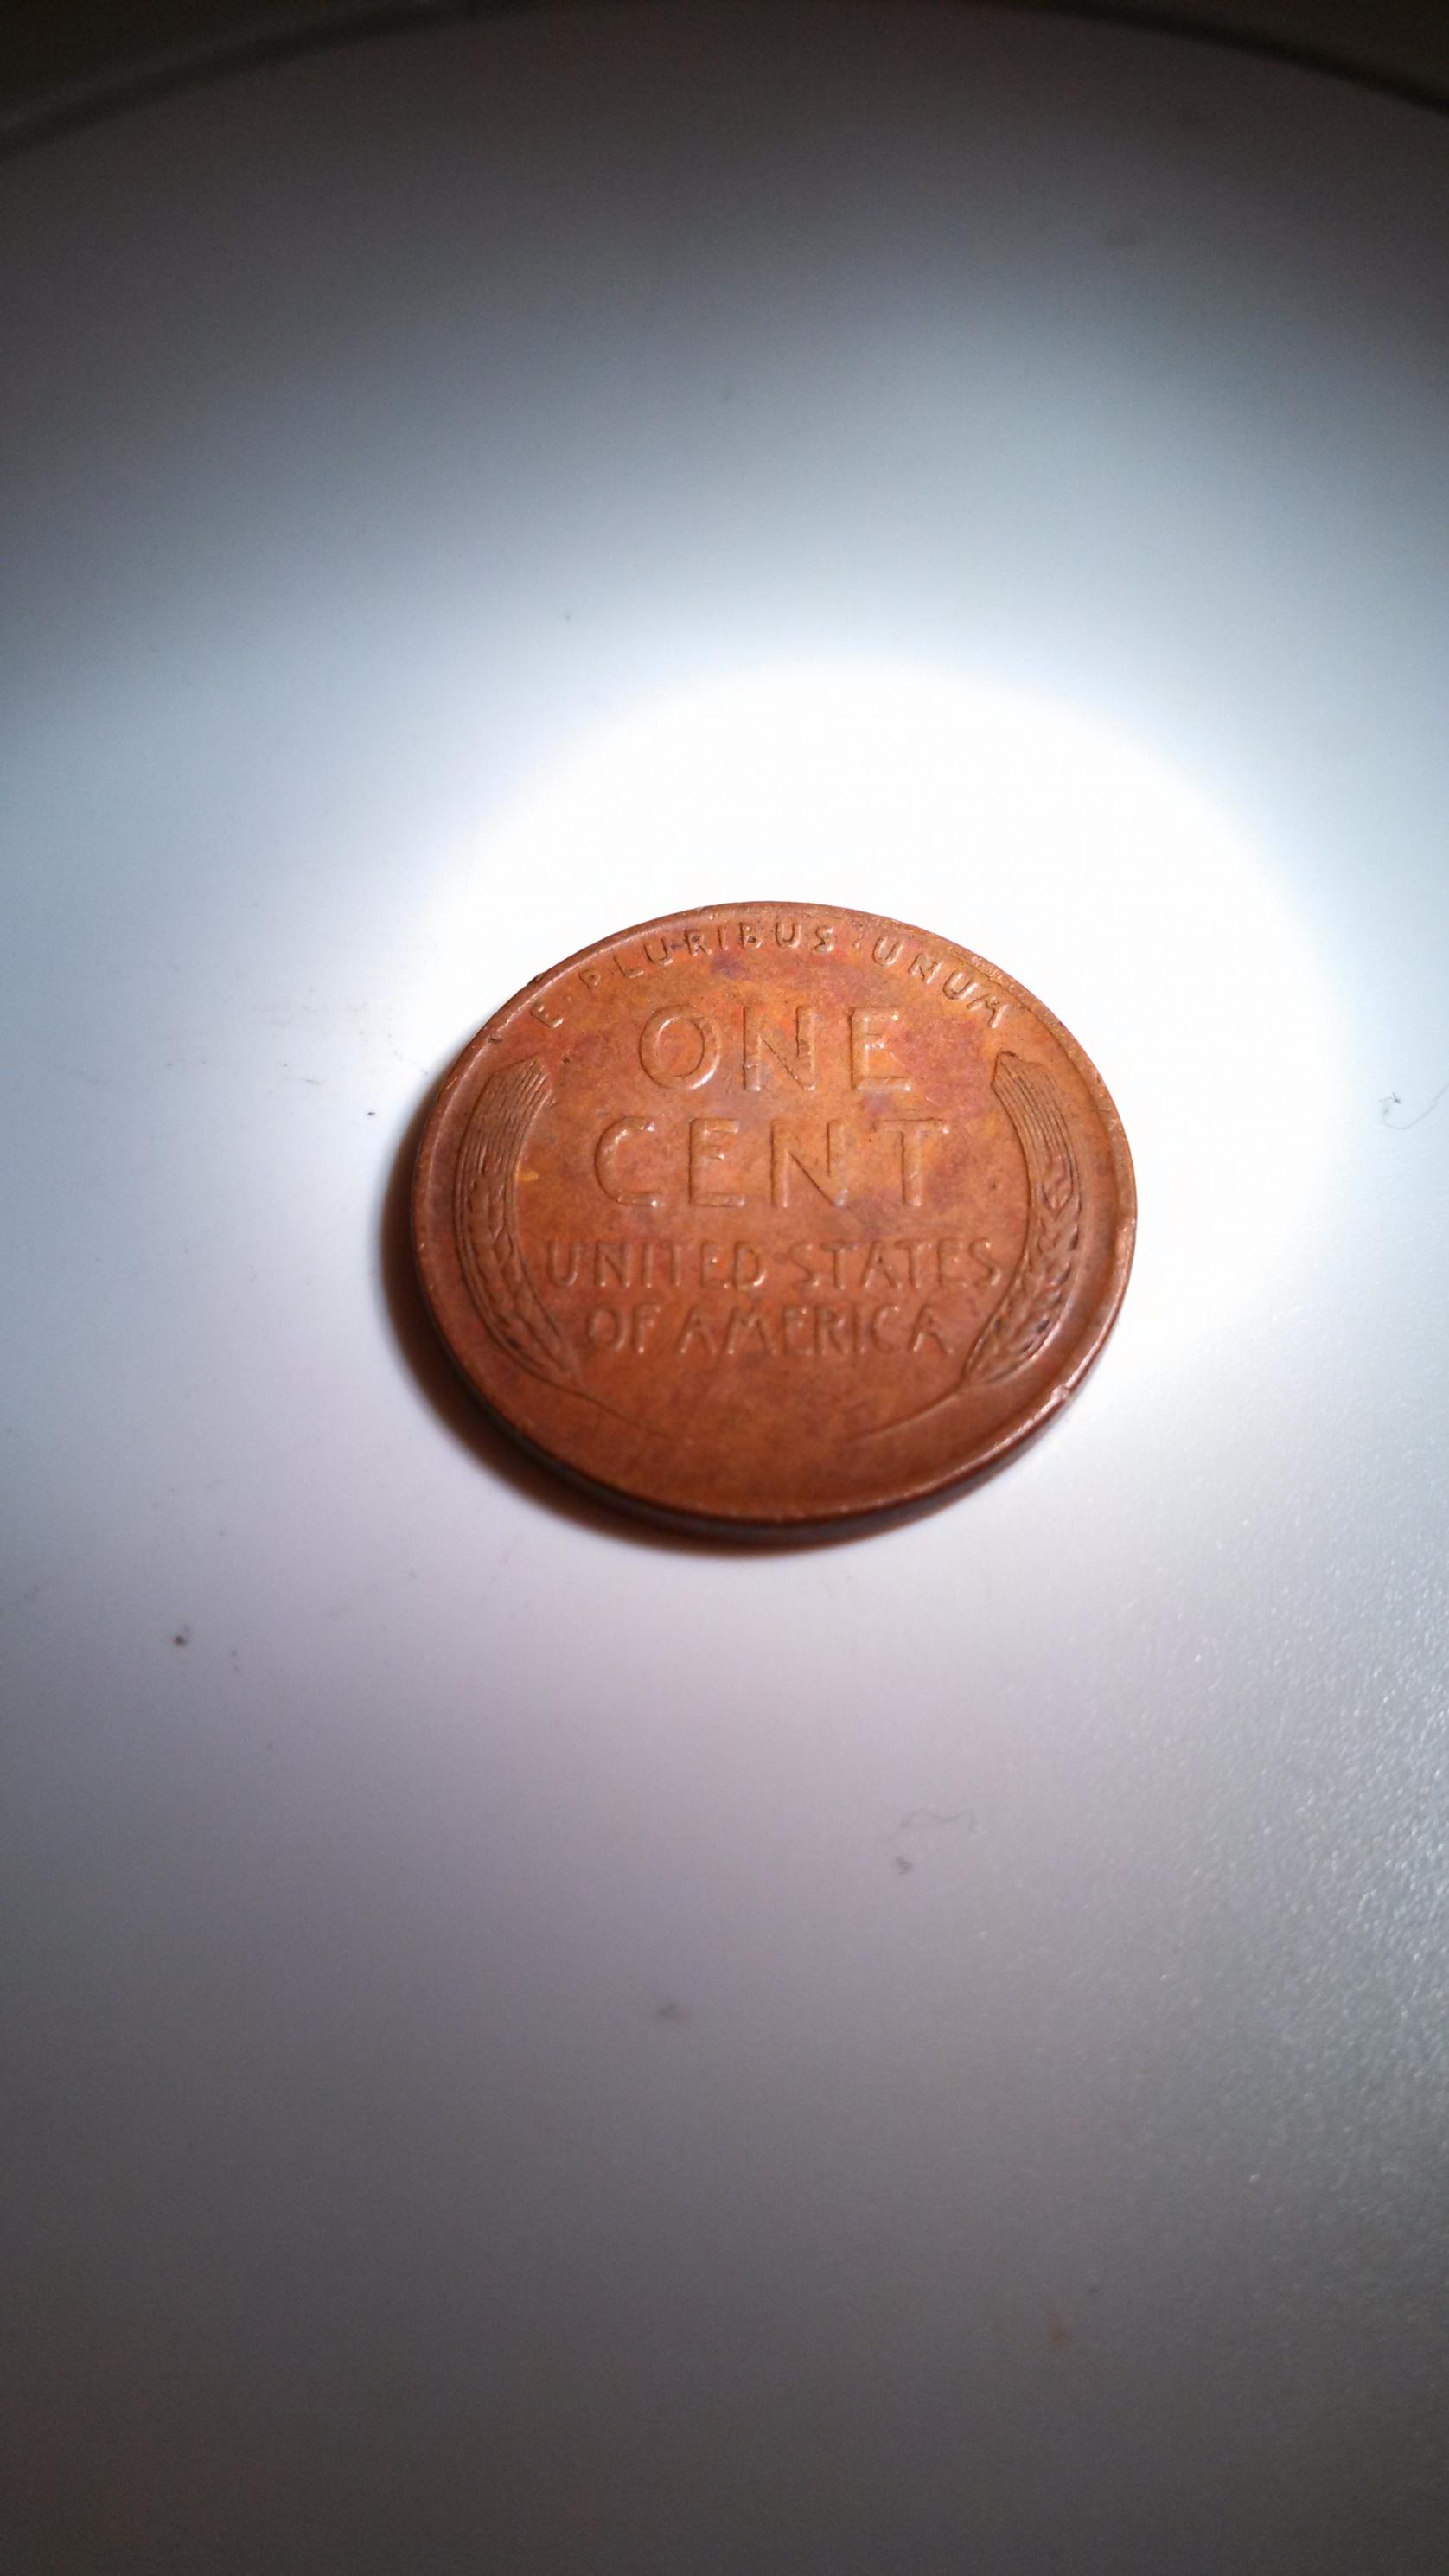 E·PLURIBUS·UNUM
ONE
CENT
UNITED STATES
OF AMERICA